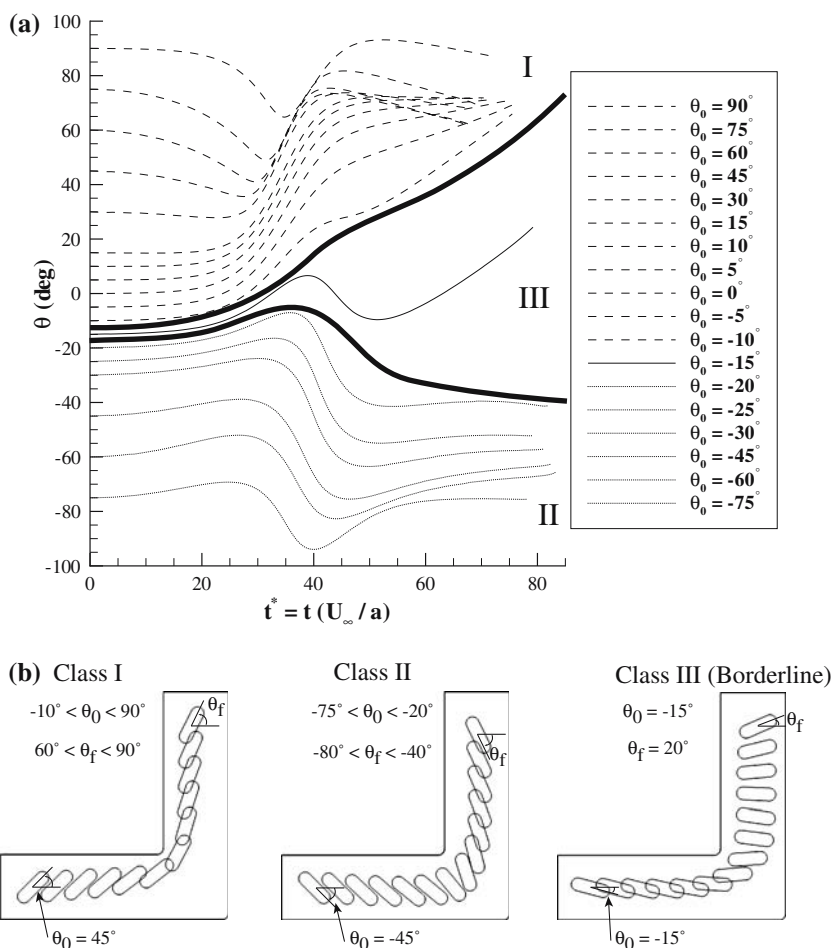 (a)
100
80
60
40
20
0
-20
-40
-60
-80
-100
θ (deg)
0 20 40 60 80
t* = t (U∞ / a)
I
III
II
θ₀ = 90°
θ₀ = 75°
θ₀ = 60°
θ₀ = 45°
θ₀ = 30°
θ₀ = 15°
θ₀ = 10°
θ₀ = 5°
θ₀ = 0°
θ₀ = -5°
θ₀ = -10°
θ₀ = -15°
θ₀ = -20°
θ₀ = -25°
θ₀ = -30°
θ₀ = -45°
θ₀ = -60°
θ₀ = -75°
(b) Class I
-10° < θ₀ < 90°
60° < θf < 90°
θf
θ₀ = 45°
Class II
-75° < θ₀ < -20°
-80° < θf < -40°
θf
θ₀ = -45°
Class III (Borderline)
θ₀ = -15°
θf = 20°
θf
θ₀ = -15°